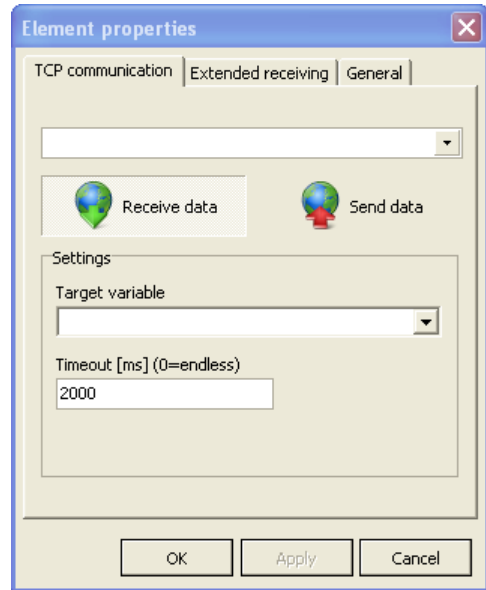 Element properties
TCP communication Extended receiving General
Receive data Send data
Settings
Target variable
Timeout [ms] (0=endless)
2000
OK Apply Cancel